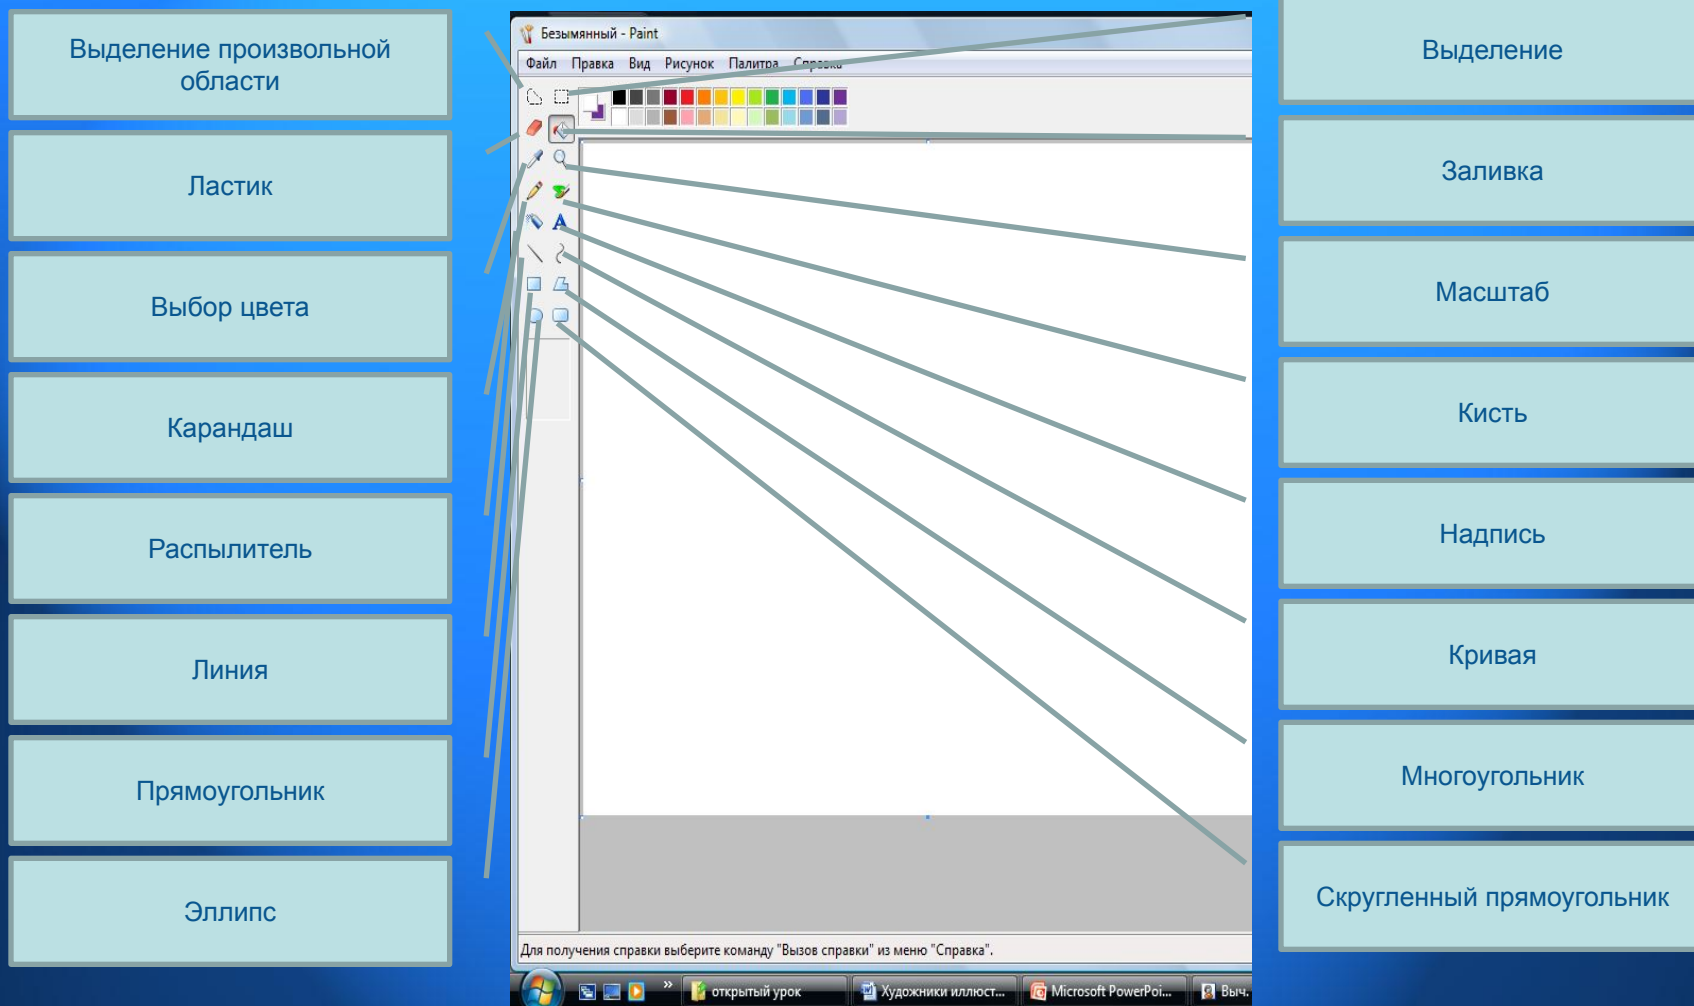 Выделение произвольной
области
Ластик
Выбор цвета
Карандаш
Распылитель
Линия
Прямоугольник
Эллипс
Безымянный - Paint
Файл Правка Вид Рисунок Палитра Справка
A
Для получения справки выберите команду "Вызов справки" из меню "Справка".
» открытый урок Художники иллюст... Microsoft PowerPoi... Выч.
Выделение
Заливка
Масштаб
Кисть
Надпись
Кривая
Многоугольник
Скругленный прямоугольник